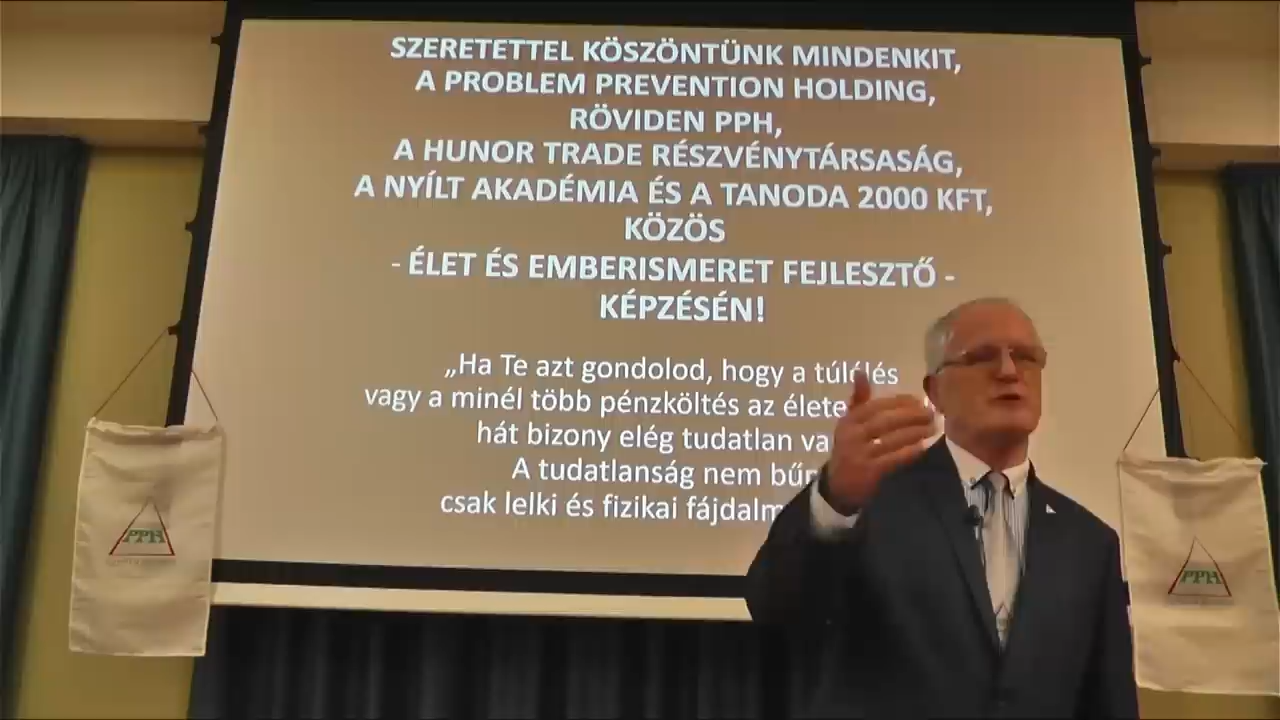 SZERETETTEL KÖSZÖNTÜNK MINDENKIT,
A PROBLEM PREVENTION HOLDING,
RÖVIDEN PPH,
A HUNOR TRADE RÉSZVÉNYTÁRSASÁG,
A NYÍLT AKADÉMIA ÉS A TANODA 2000 KFT,
KÖZÖS
- ÉLET ÉS EMBERISMERET FEJLESZTŐ -
KÉPZÉSÉN!
„Ha Te azt gondolod, hogy a túlélés
vagy a minél több pénzköltés az élete
hát bizony elég tudatlan va
A tudatlanság nem bűn
csak lelki és fizikai fájdalm
PPH
PPH